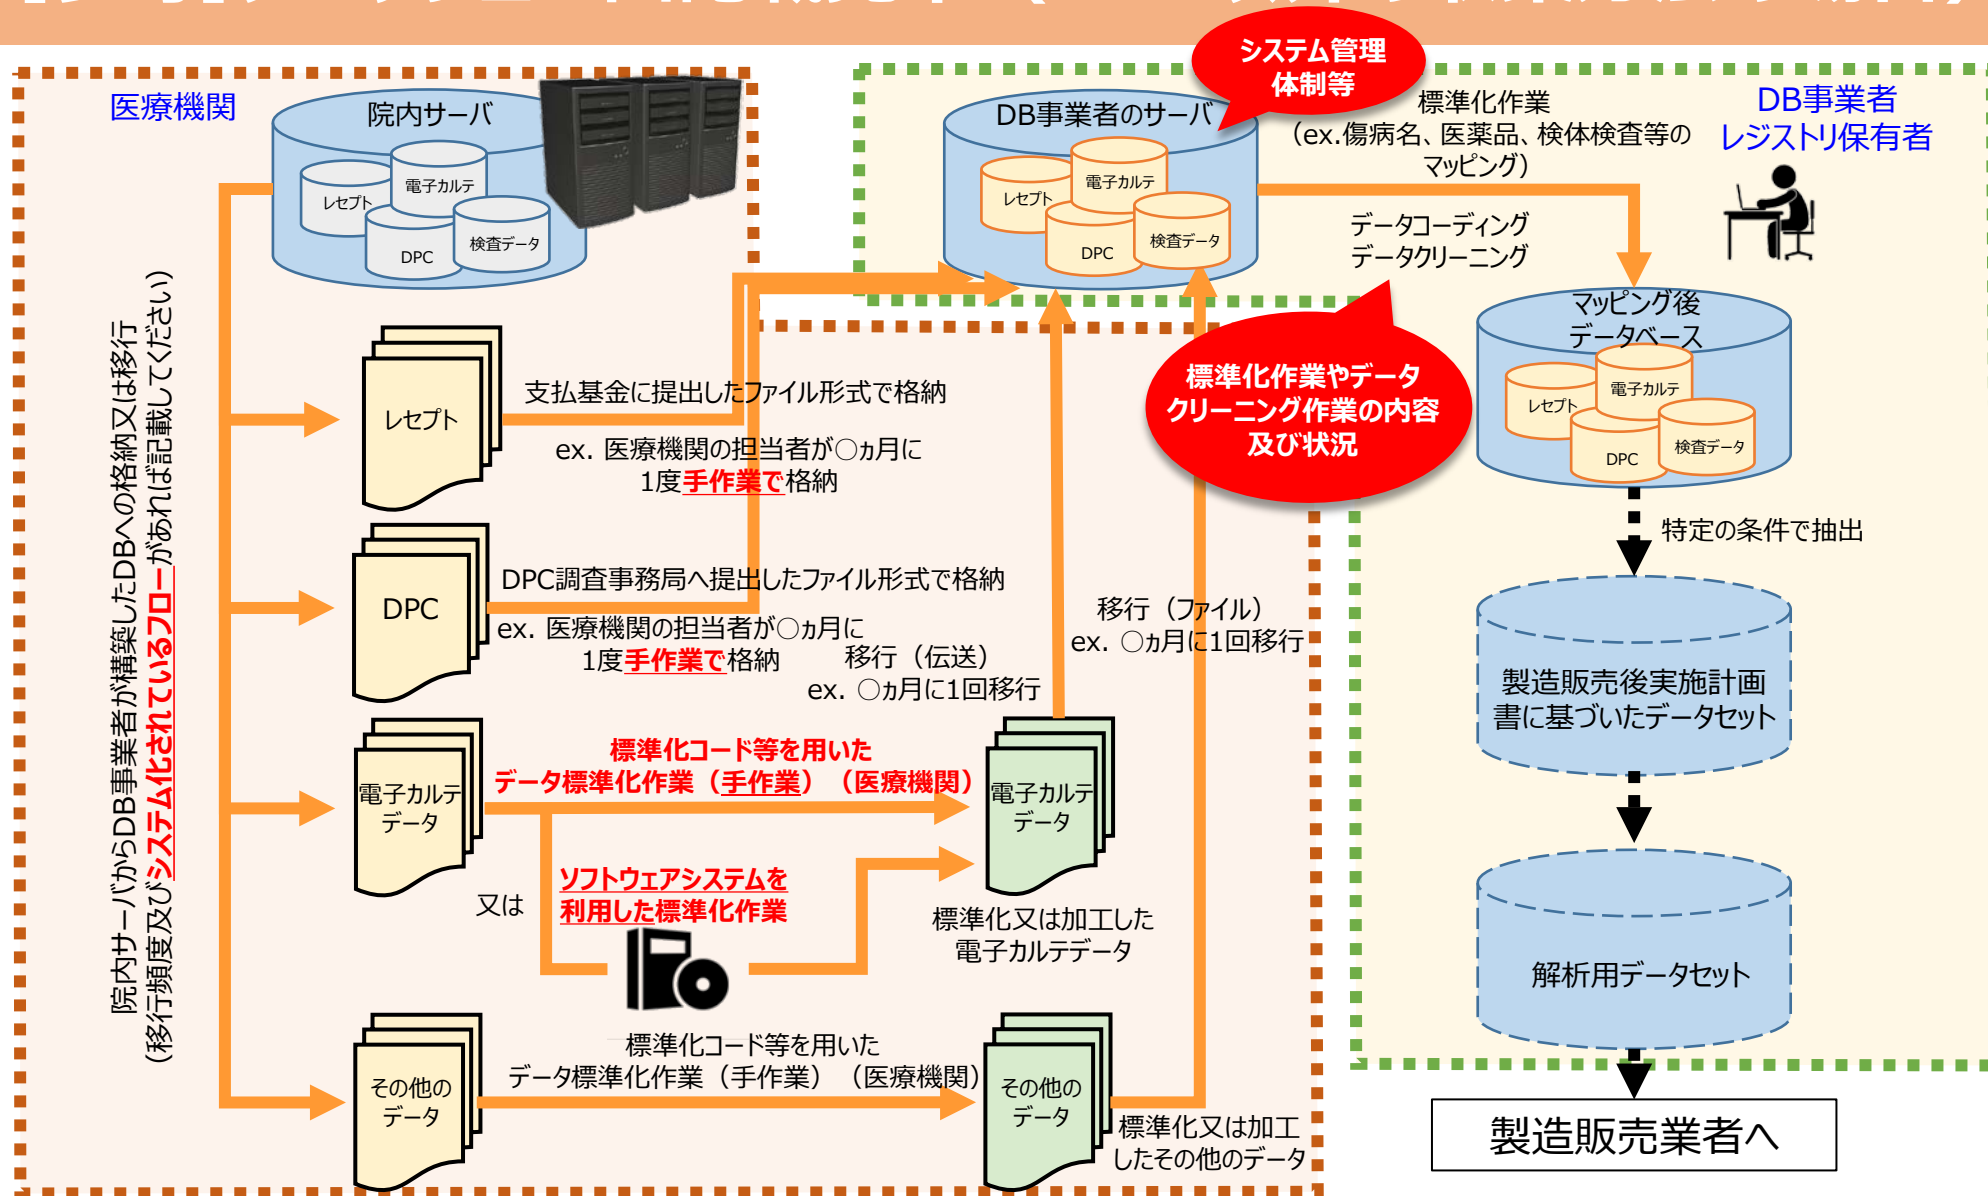 医療機関
院内サーバ
レセプト
電子カルテ
DPC
検査データ
システム管理
体制等
DB事業者のサーバ
レセプト
電子カルテ
DPC
検査データ
標準化作業
（ex.傷病名、医薬品、検体検査等の
マッピング）
DB事業者
レジストリ保有者
データコーディング
データクリーニング
標準化作業やデータ
クリーニング作業の内容
及び状況
マッピング後
データベース
レセプト
電子カルテ
DPC
検査データ
院内サーバからDB事業者が構築したDBへの格納又は移行
（移行頻度及びシステム化されているフローがあれば記載してください）
レセプト
支払基金に提出したファイル形式で格納
ex. 医療機関の担当者が○ヵ月に
1度手作業で格納
DPC
DPC調査事務局へ提出したファイル形式で格納
ex. 医療機関の担当者が○ヵ月に
1度手作業で格納
移行（伝送）
ex. ○ヵ月に1回移行
移行（ファイル）
ex. ○ヵ月に1回移行
電子カルテ
データ
標準化コード等を用いた
データ標準化作業（手作業）（医療機関）
電子カルテ
データ
又は
ソフトウェアシステムを
利用した標準化作業
標準化又は加工した
電子カルテデータ
その他の
データ
標準化コード等を用いた
データ標準化作業（手作業）（医療機関）
その他の
データ
標準化又は加工
したその他のデータ
特定の条件で抽出
製造販売後実施計画
書に基づいたデータセット
解析用データセット
製造販売業者へ